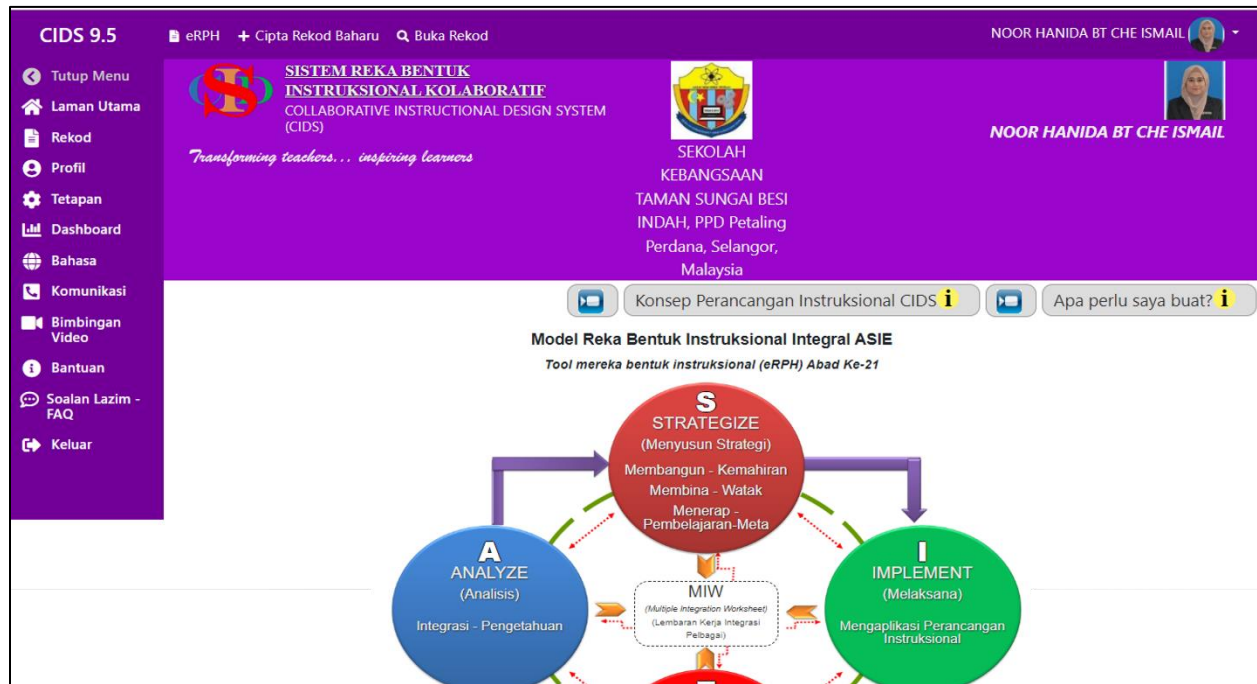 CIDS 9.5
eRPH
Cipta Rekod Baharu
Buka Rekod
NOOR HANIDA BT CHE ISMAIL
Tutup Menu
Laman Utama
Rekod
Profil
Tetapan
Dashboard
Bahasa
Komunikasi
Bimbingan
Video
Bantuan
Soalan Lazim -
FAQ
Keluar
SISTEM REKA BENTUK
INSTRUKSIONAL KOLABORATIF
COLLABORATIVE INSTRUCTIONAL DESIGN SYSTEM
(CIDS)
Transforming teachers... inspiring learners
SEKOLAH
KEBANGSAAN
TAMAN SUNGAI BESI
INDAH, PPD Petaling
Perdana, Selangor,
Malaysia
NOOR HANIDA BT CHE ISMAIL
Konsep Perancangan Instruksional CIDS i
Apa perlu saya buat? i
Model Reka Bentuk Instruksional Integral ASIE
Tool mereka bentuk instruksional (eRPH) Abad Ke-21
S
STRATEGIZE
(Menyusun Strategi)
Membangun - Kemahiran
Membina - Watak
Menerap -
Pembelajaran-Meta
A
ANALYZE
(Analisis)
Integrasi - Pengetahuan
MIW
(Multiple Integration Worksheet)
(Lembaran Kerja Integrasi
Pelbagai)
I
IMPLEMENT
(Melaksana)
Mengaplikasi Perancangan
Instruksional